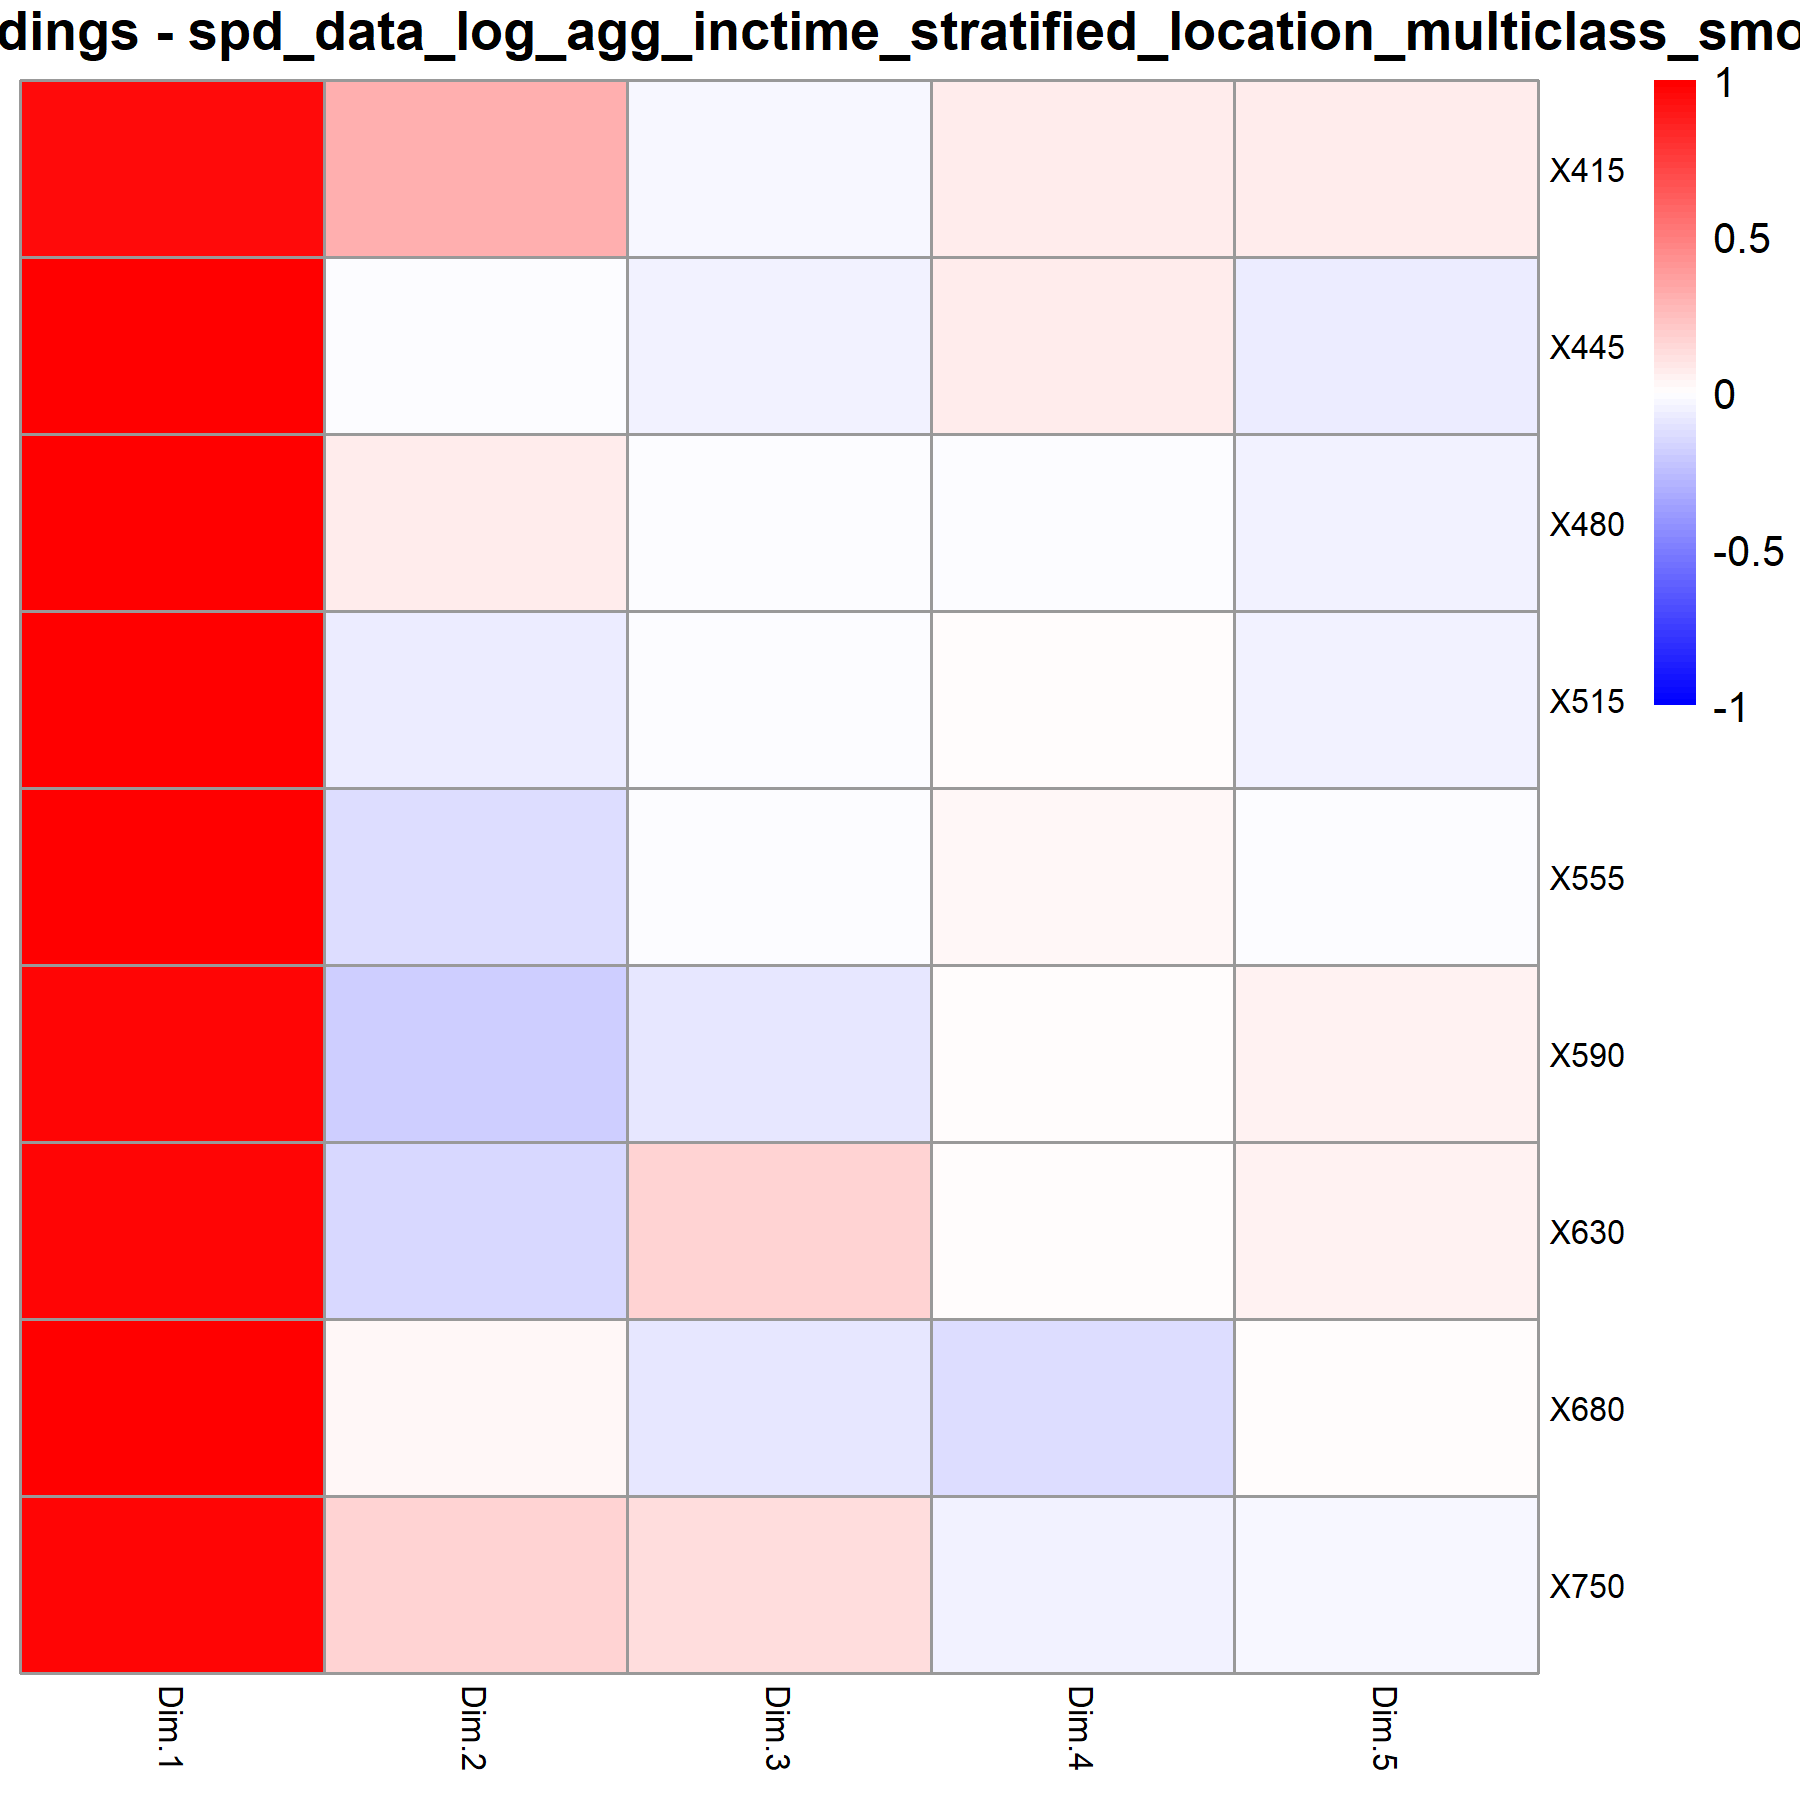 dings - spd_data_log_agg_inctime_stratified_location_multiclass_smo
1
0.5
0
-0.5
-1
X415
X445
X480
X515
X555
X590
X630
X680
X750
Dim.1
Dim.2
Dim.3
Dim.4
Dim.5